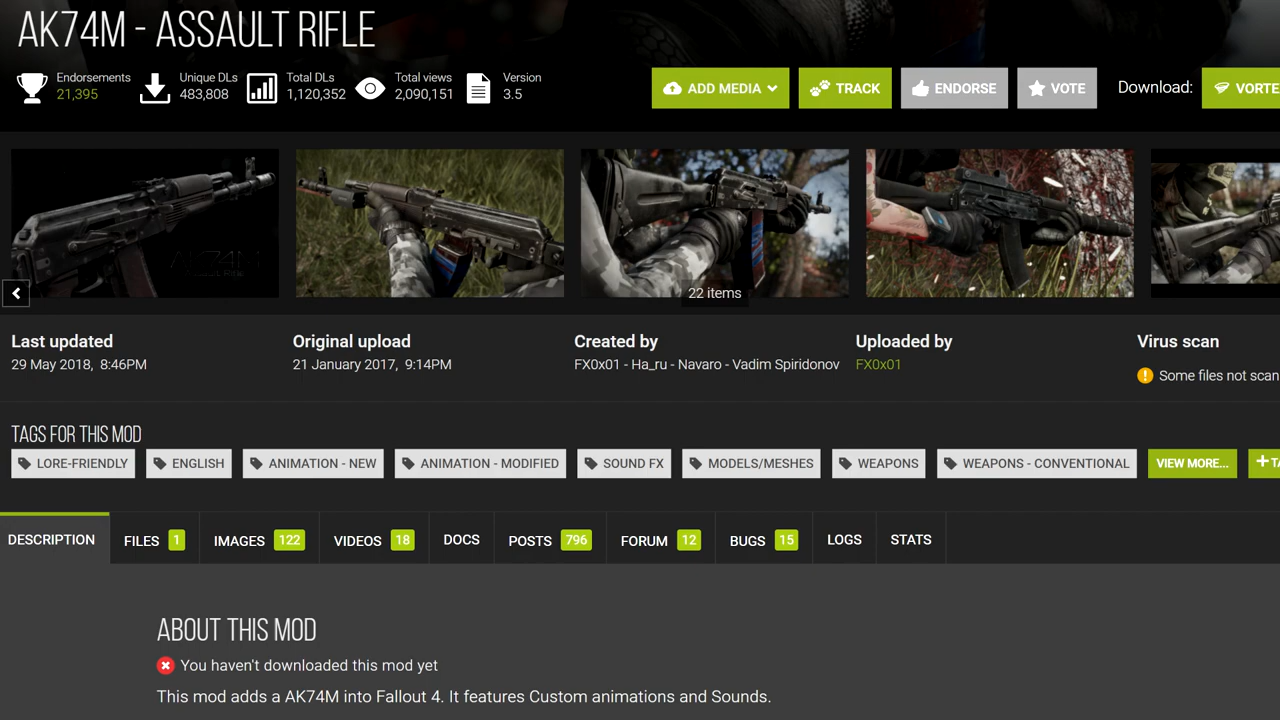 AK74M - ASSAULT RIFLE
Endorsements
21,395
Unique DLs
483,808
Total DLs
1,120,352
Total views
2,090,151
Version
3.5
ADD MEDIA
TRACK
ENDORSE
VOTE
Download:
VORTE
AK74M
22 items
Last updated
29 May 2018, 8:46PM
Original upload
21 January 2017, 9:14PM
Created by
FX0x01 - Ha_ru - Navaro - Vadim Spiridonov
Uploaded by
FX0x01
Virus scan
Some files not scan
TAGS FOR THIS MOD
LORE-FRIENDLY
ENGLISH
ANIMATION - NEW
ANIMATION - MODIFIED
SOUND FX
MODELS/MESHES
WEAPONS
WEAPONS - CONVENTIONAL
VIEW MORE...
+TA
DESCRIPTION
FILES 1
IMAGES 122
VIDEOS 18
DOCS
POSTS 796
FORUM 12
BUGS 15
LOGS
STATS
ABOUT THIS MOD
You haven't downloaded this mod yet
This mod adds a AK74M into Fallout 4. It features Custom animations and Sounds.